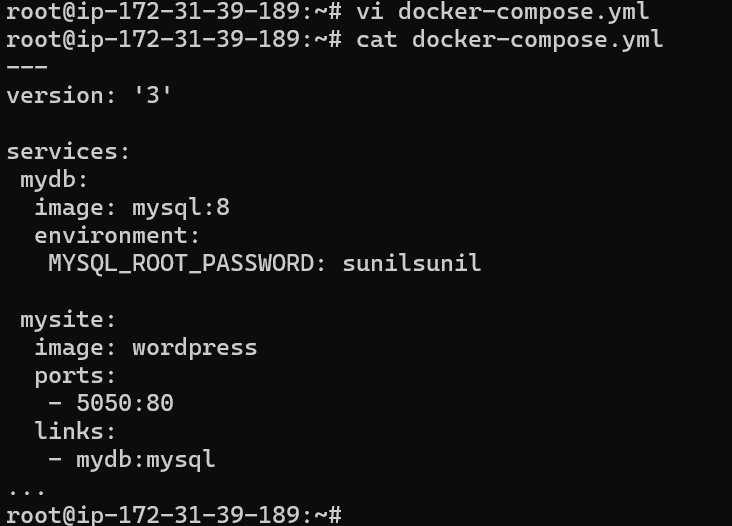 root@ip-172-31-39-189:~# vi docker-compose.yml
root@ip-172-31-39-189:~# cat docker-compose.yml
---
version: '3'

services:
 mydb:
  image: mysql:8
  environment:
   MYSQL_ROOT_PASSWORD: sunilsunil

 mysite:
  image: wordpress
  ports:
   - 5050:80
  links:
   - mydb:mysql
...
root@ip-172-31-39-189:~#